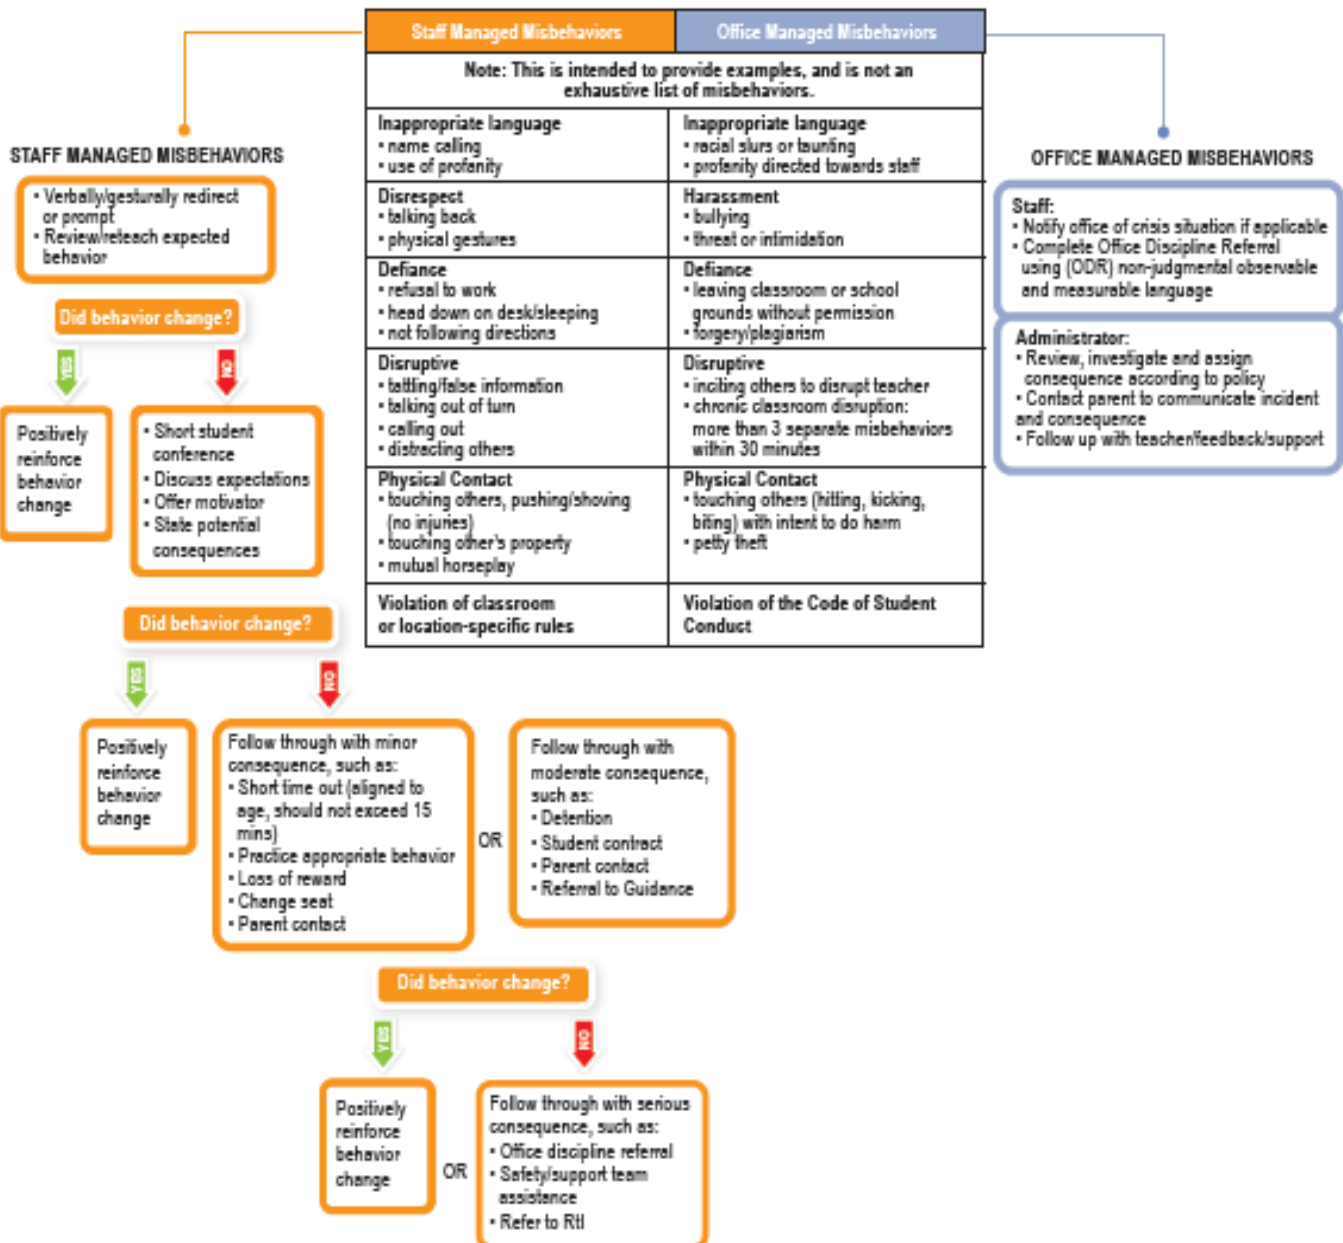 Staff Managed Misbehaviors
Office Managed Misbehaviors
Note: This is intended to provide examples, and is not an
exhaustive list of misbehaviors.
Inappropriate language
• name calling
• use of profanity
Inappropriate language
• racial slurs or taunting
• profanity directed towards staff
Disrespect
• talking back
• physical gestures
Harassment
• bullying
• threat or intimidation
Defiance
• refusal to work
• head down on desk/sleeping
• not following directions
Defiance
• leaving classroom or school
grounds without permission
• forgery/plagiarism
Disruptive
• tattling/false information
• talking out of turn
• calling out
• distracting others
Disruptive
• inciting others to disrupt teacher
• chronic classroom disruption:
more than 3 separate misbehaviors
within 30 minutes
Physical Contact
• touching others, pushing/shoving
(no injuries)
• touching other's property
• mutual horseplay
Physical Contact
• touching others (hitting, kicking,
biting) with intent to do harm
• petty theft
Violation of classroom
or location-specific rules
Violation of the Code of Student
Conduct
STAFF MANAGED MISBEHAVIORS
• Verbally/gesturally redirect
or prompt
• Review/reteach expected
behavior
Did behavior change?
YES
NO
Positively
reinforce
behavior
change
• Short student
conference
• Discuss expectations
• Offer motivator
• State potential
consequences
Did behavior change?
YES
NO
Positively
reinforce
behavior
change
Follow through with minor
consequence, such as:
• Short time out (aligned to
age, should not exceed 15
mins)
• Practice appropriate behavior
• Loss of reward
• Change seat
• Parent contact
OR
Follow through with
moderate consequence,
such as:
• Detention
• Student contract
• Parent contact
• Referral to Guidance
Did behavior change?
YES
NO
Positively
reinforce
behavior
change
OR
Follow through with serious
consequence, such as:
• Office discipline referral
• Safety/support team
assistance
• Refer to RtI
OFFICE MANAGED MISBEHAVIORS
Staff:
• Notify office of crisis situation if applicable
• Complete Office Discipline Referral
using (ODR) non-judgmental observable
and measurable language
Administrator:
• Review, investigate and assign
consequence according to policy
• Contact parent to communicate incident
and consequence
• Follow up with teacher/feedback/support